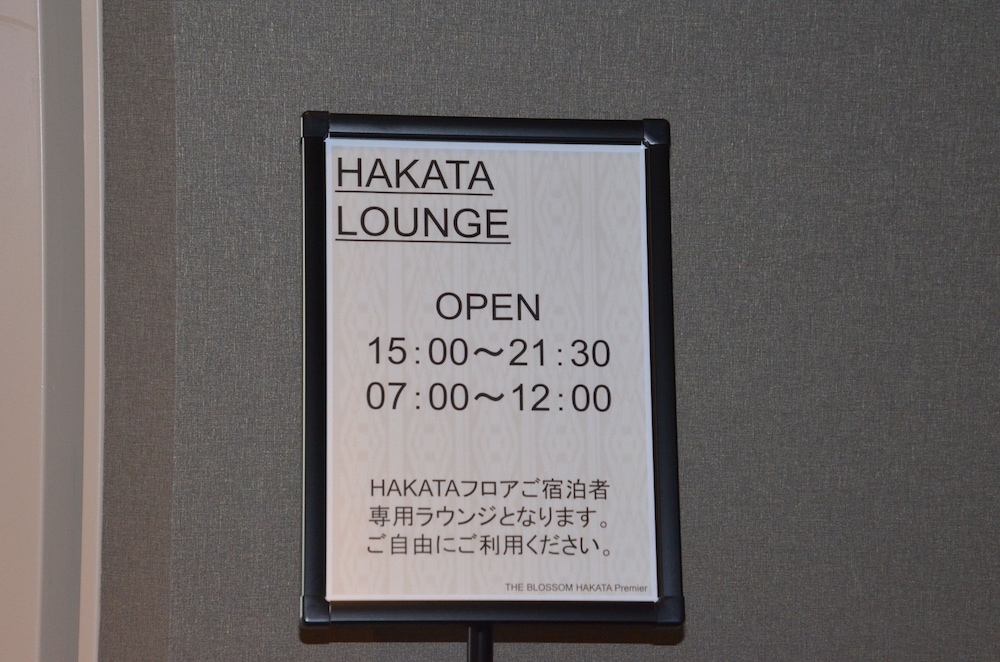 HAKATA
LOUNGE
OPEN
15:00～21:30
07:00～12:00
HAKATAフロアご宿泊者
専用ラウンジとなります。
ご自由にご利用ください。
THE BLOSSOM HAKATA Premier